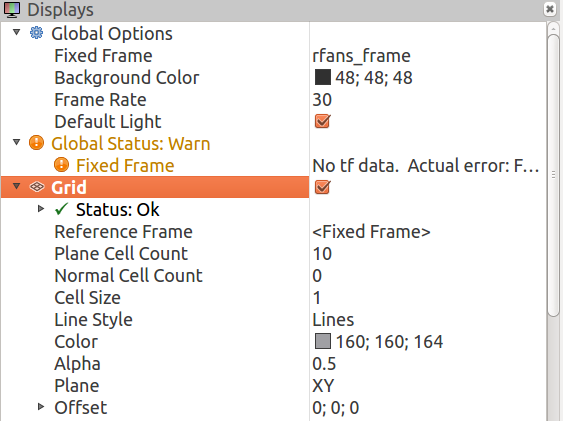 Displays
Global Options
Fixed Frame rfans_frame
Background Color 48; 48; 48
Frame Rate 30
Default Light
Global Status: Warn
Fixed Frame No tf data.  Actual error: F...
Grid
Status: Ok
Reference Frame <Fixed Frame>
Plane Cell Count 10
Normal Cell Count 0
Cell Size 1
Line Style Lines
Color 160; 160; 164
Alpha 0.5
Plane XY
Offset 0; 0; 0